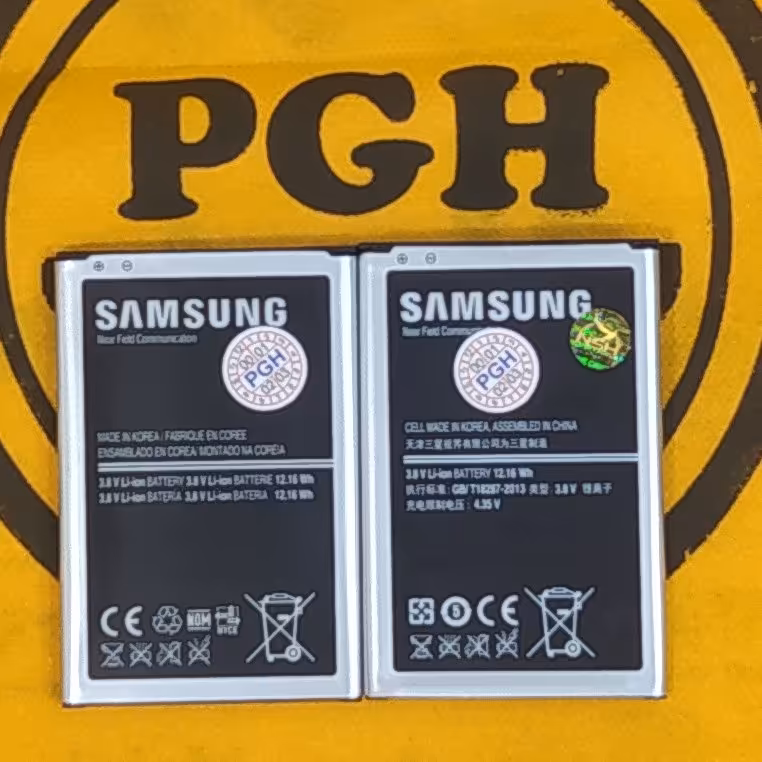 PGH
SAMSUNG
Near Field Communication
PGH
MADE IN KOREA / FABRIQUE EN COREE
ENSAMBLADO EN COREA/ MONTADO NA CORÉIA
3.8 V Li-ion BATTERY 3.8 V Li-ion BATTERIE 12.16 Wh
3.8 V Li-ion BATERIA 3.8 V Li-ion BATERIA 12.16 Wh
CE
NOM
NYCE
SAMSUNG
Near Field
PGH
CELL MADE IN KOREA, ASSEMBLED IN CHINA
天津三星视界有限公司为三星制造
3.8 V Li-ion BATTERY 12.16 Wh
执行标准: GB/T18287-2013 类型: 3.8 V 锂离子
充电限制电压: 4.35 V
5
CE